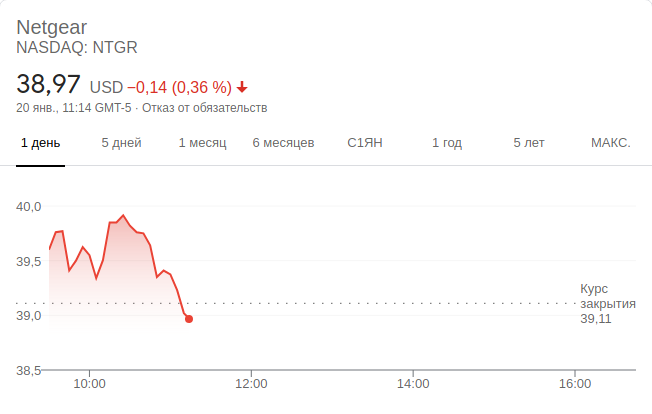 Netgear
NASDAQ: NTGR
38,97 USD −0,14 (0,36 %)
20 янв., 11:14 GMT-5 · Отказ от обязательств
1 день 5 дней 1 месяц 6 месяцев С1ЯН 1 год 5 лет МАКС.
40,0
39,5
Курс
закрытия
39,11
39,0
38,5
10:00 12:00 14:00 16:00